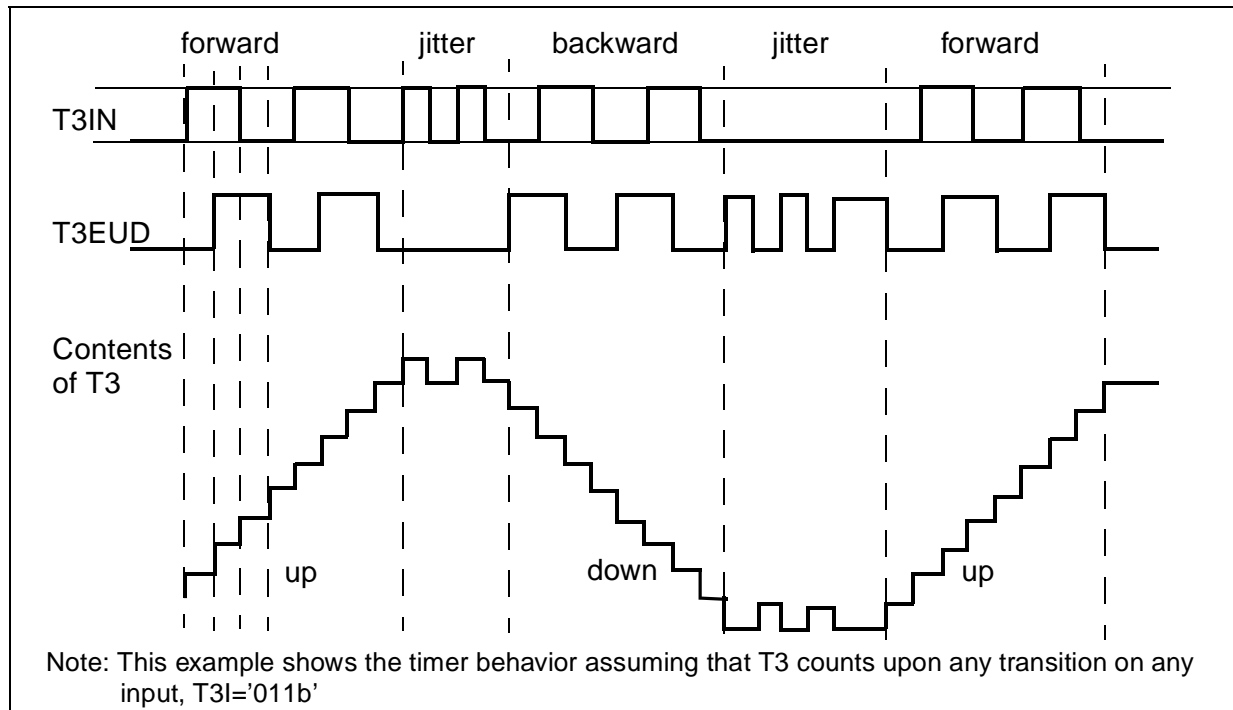 forward jitter backward jitter forward
T3IN
T3EUD
Contents
of T3
up down up
Note: This example shows the timer behavior assuming that T3 counts upon any transition on any
input, T3I=’011b’